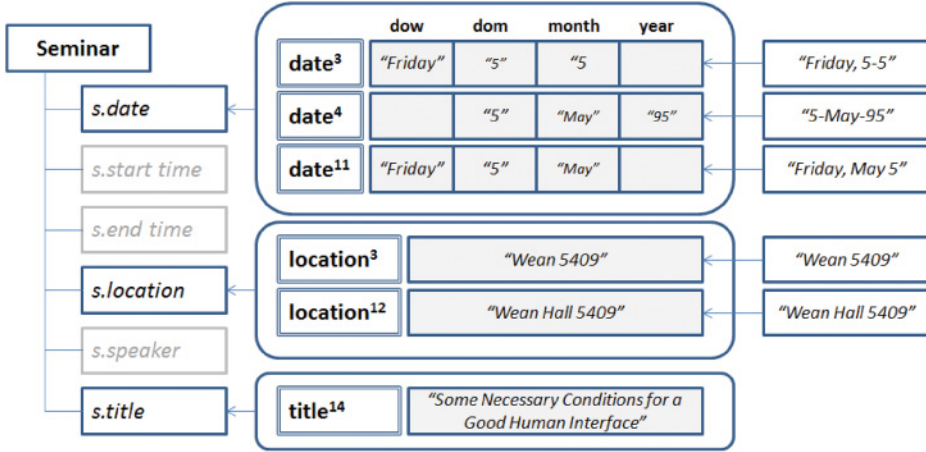 dow dom month year
Seminar
date³ “Friday” “5” “5 “Friday, 5-5”
s.date
date⁴ “5” “May” “95” “5-May-95”
s.start time
date¹¹ “Friday” “5” “May” “Friday, May 5”
s.end time
location³ “Wean 5409” “Wean 5409”
s.location
location¹² “Wean Hall 5409” “Wean Hall 5409”
s.speaker
s.title
title¹⁴ “Some Necessary Conditions for a
Good Human Interface”